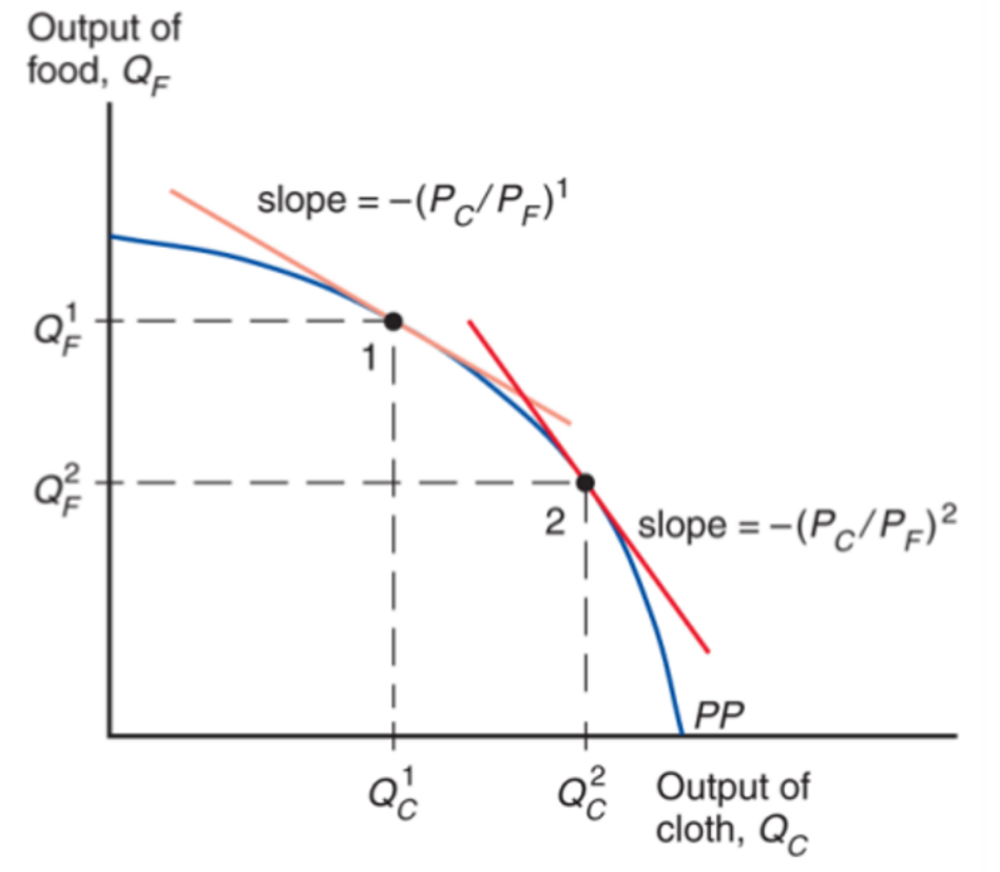 Output of
food, Q_F
slope = −(P_C/P_F)^1
Q_F^1
1
Q_F^2
2
slope = −(P_C/P_F)^2
PP
Q_C^1
Q_C^2
Output of
cloth, Q_C